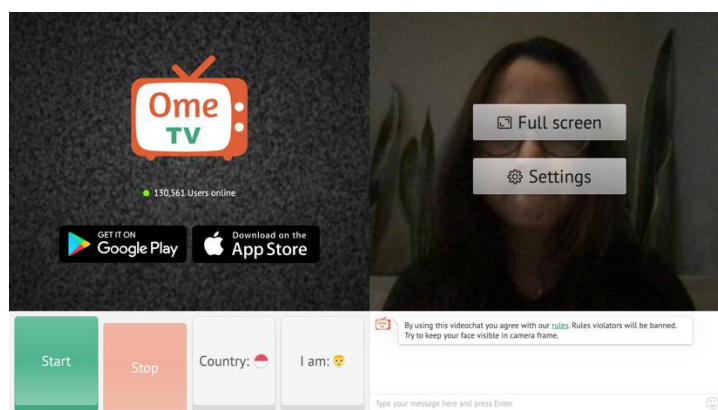 Ome
TV
130,561 Users online
GET IT ON
Google Play
Download on the
App Store
Full screen
Settings
Start
Stop
Country:
I am:
By using this videochat you agree with our rules. Rules violators will be banned.
Try to keep your face visible in camera frame.
Type your message here and press Enter